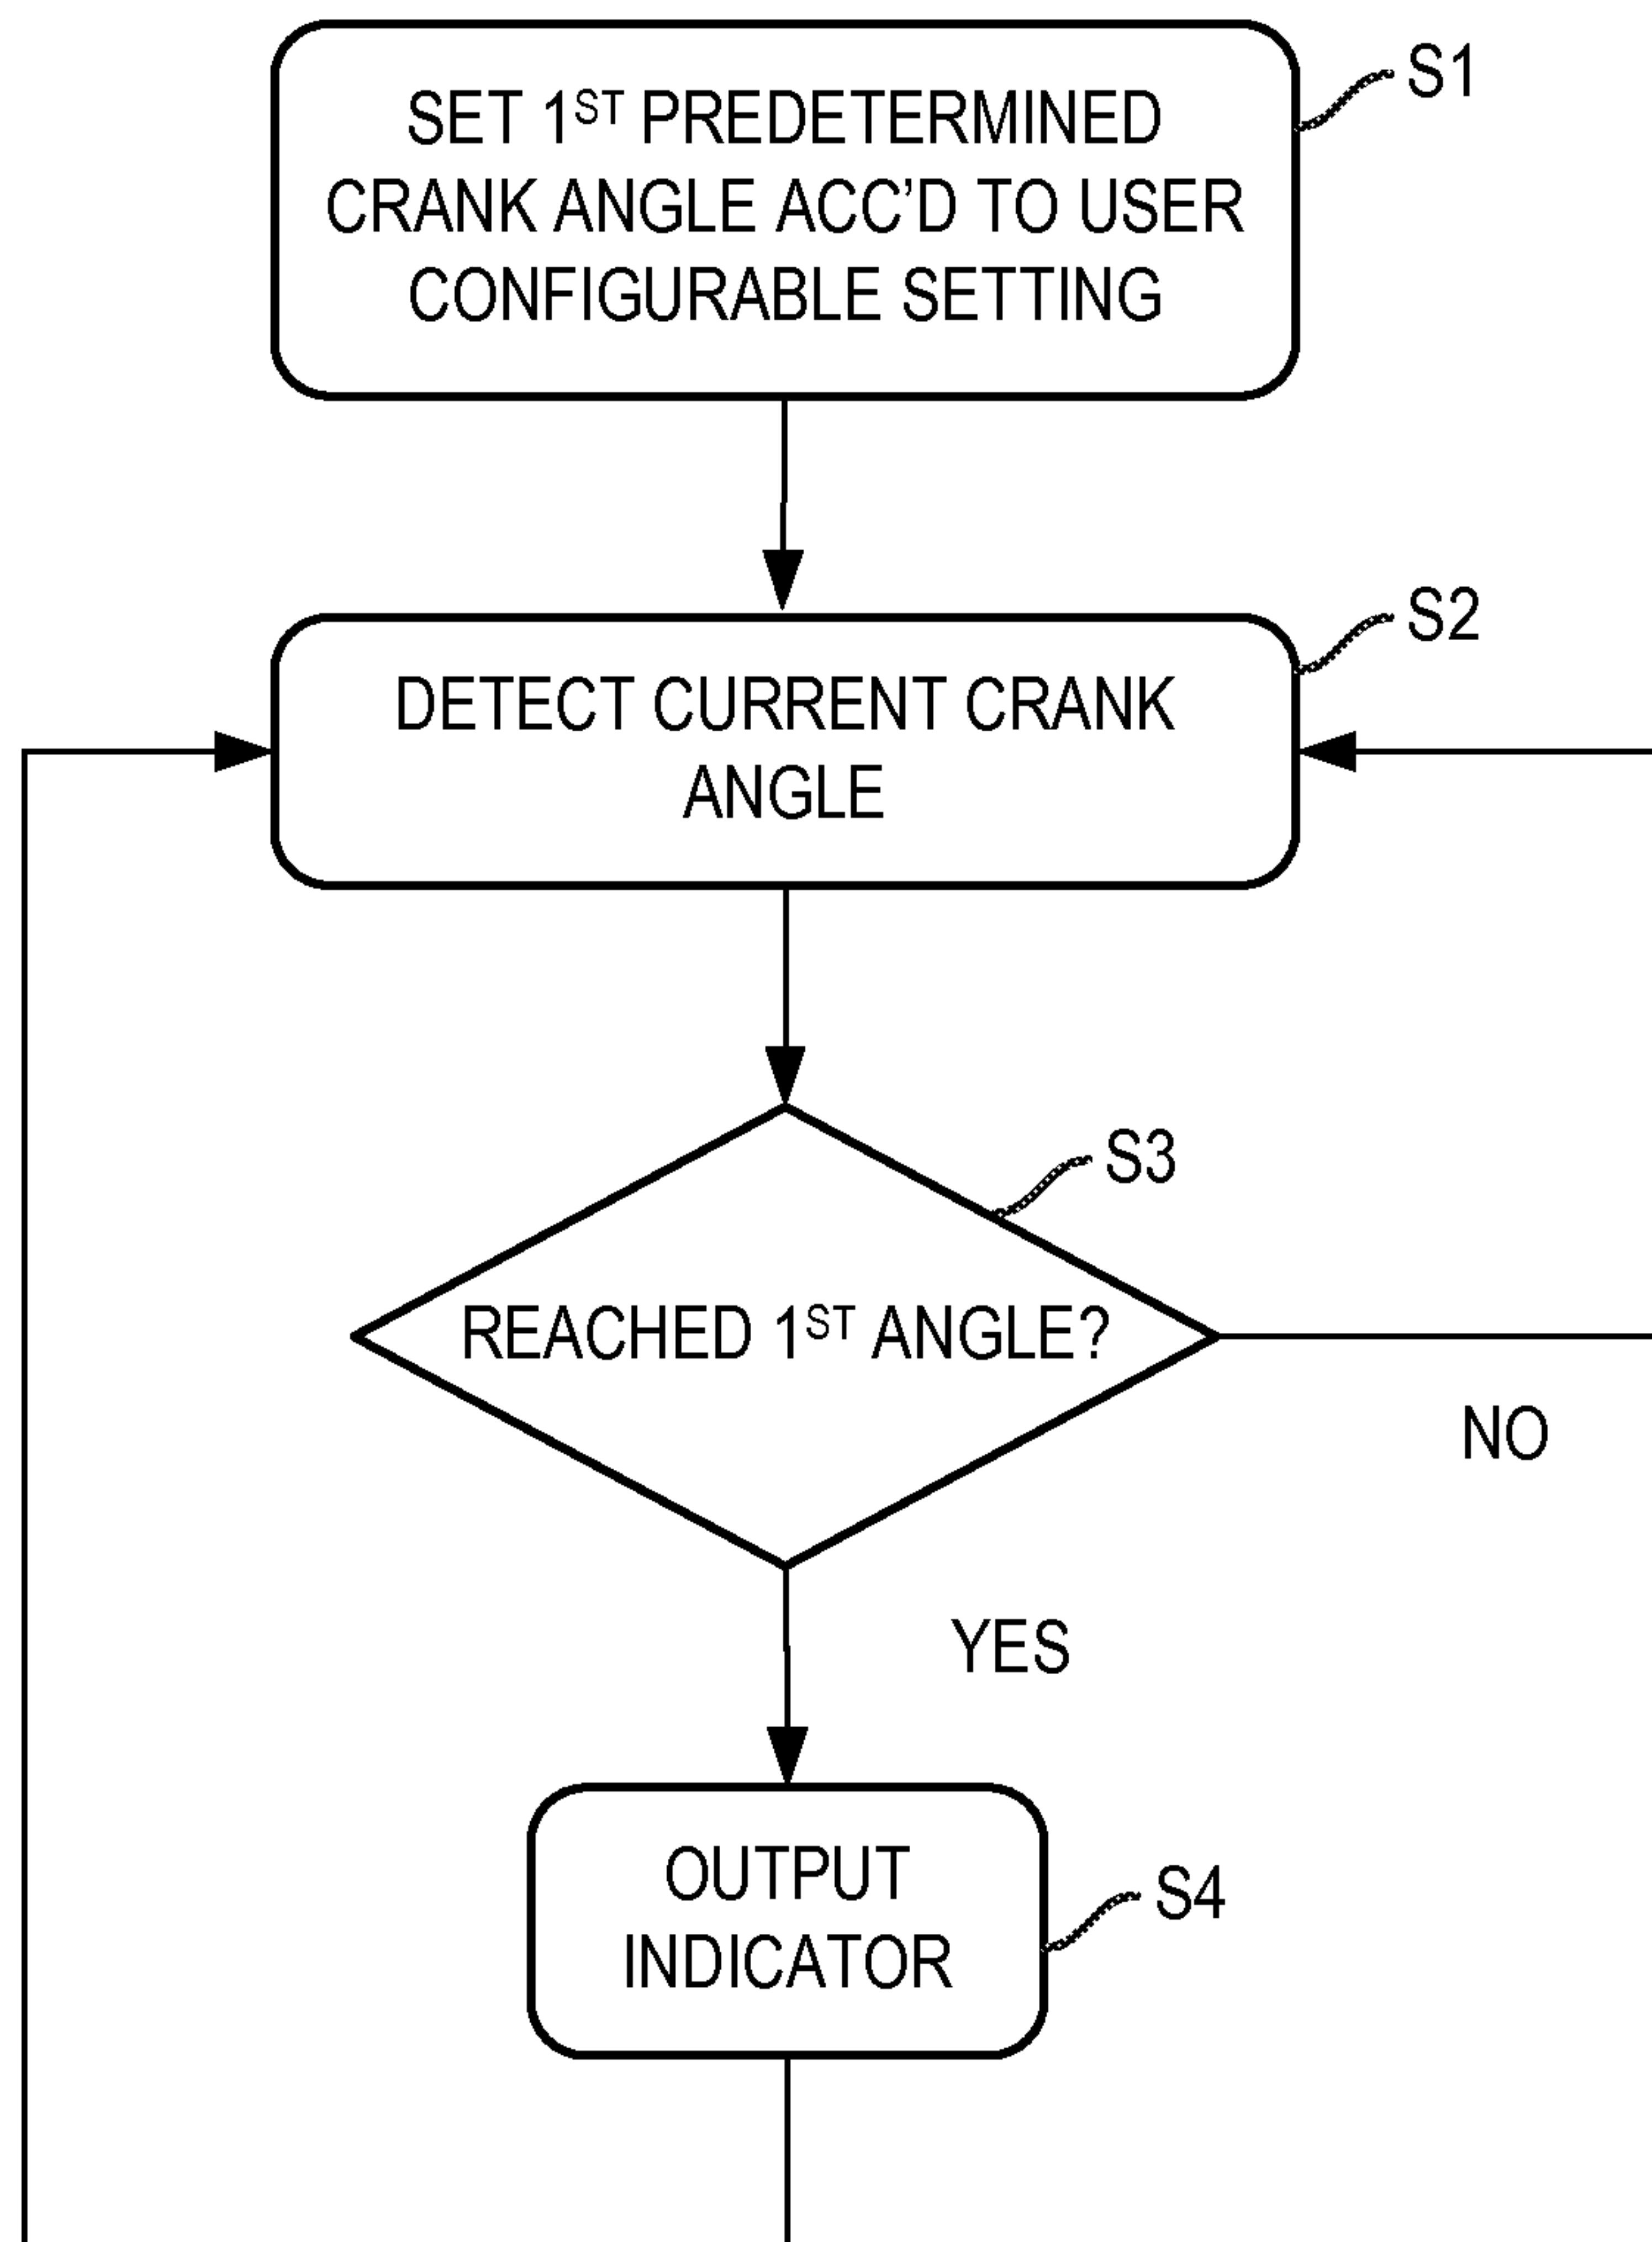 SET 1ST PREDETERMINED
CRANK ANGLE ACC'D TO USER
CONFIGURABLE SETTING
S1
DETECT CURRENT CRANK
ANGLE
S2
REACHED 1ST ANGLE?
S3
NO
YES
OUTPUT
INDICATOR
S4